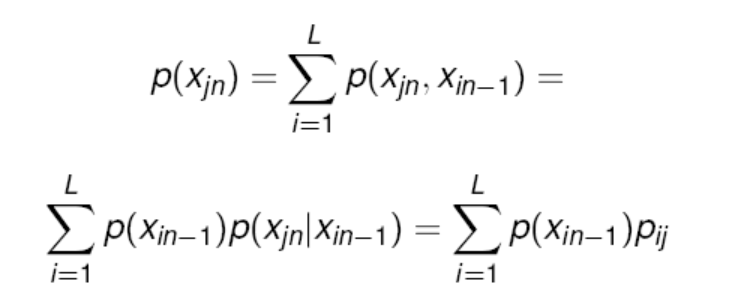 $p(x_{jn}) = \sum_{i=1}^{L} p(x_{jn}, x_{in-1}) =$
$\sum_{i=1}^{L} p(x_{in-1})p(x_{jn}|x_{in-1}) = \sum_{i=1}^{L} p(x_{in-1})p_{ij}$